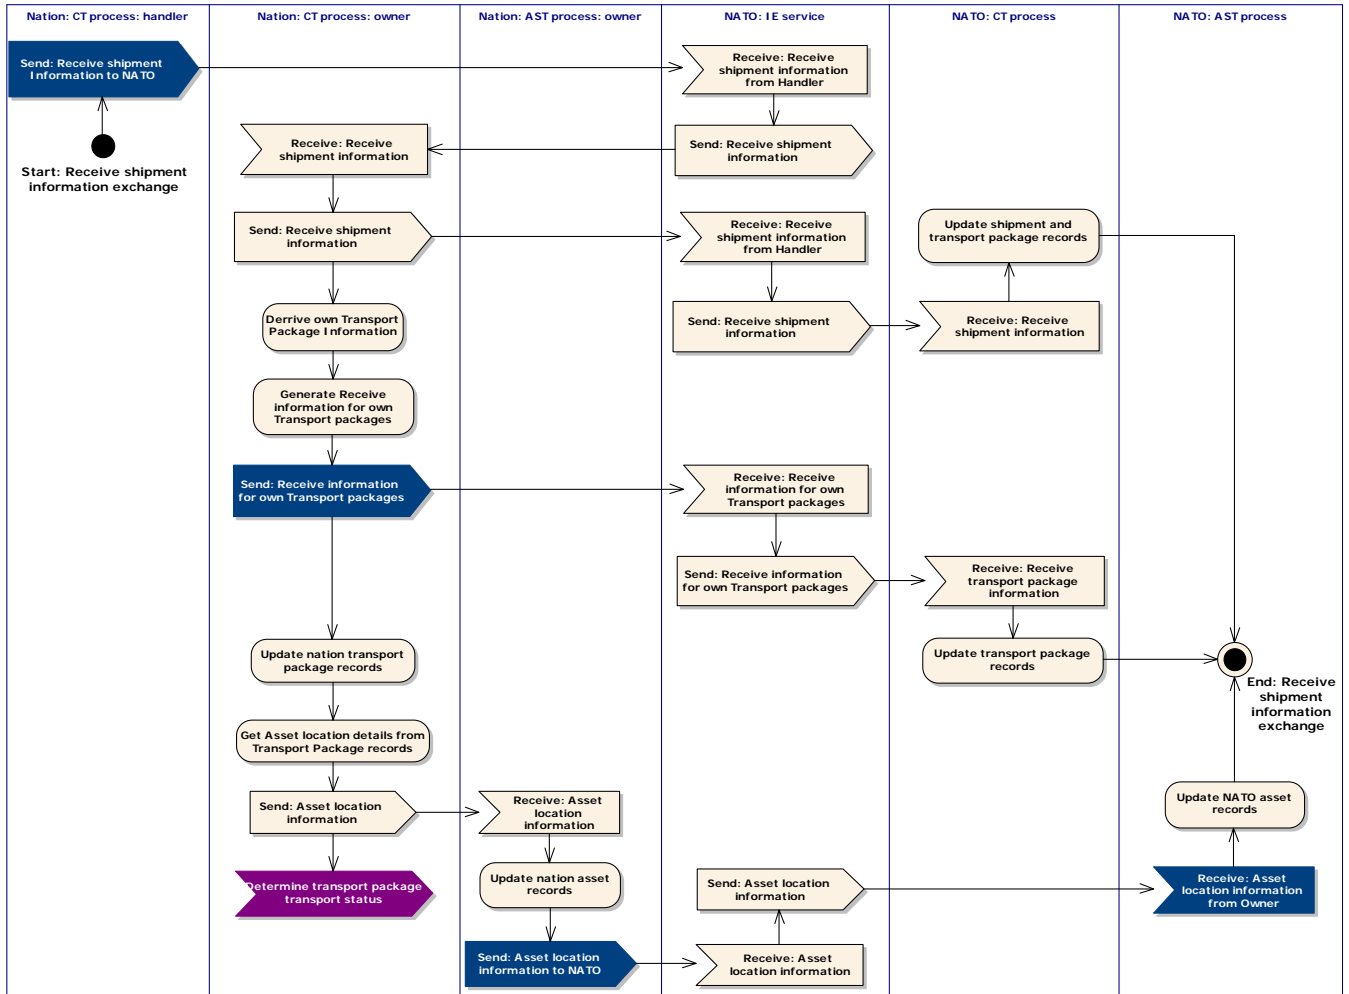 Nation: CT process: handler
Nation: CT process: owner
Nation: AST process: owner
NATO: IE service
NATO: CT process
NATO: AST process
Send: Receive shipment
Information to NATO
Start: Receive shipment
information exchange
Receive: Receive
shipment information
from Handler
Send: Receive shipment
information
Receive: Receive
shipment information
Send: Receive shipment
information
Receive: Receive
shipment information
from Handler
Send: Receive shipment
information
Receive: Receive
shipment information
Update shipment and
transport package records
Derrive own Transport
Package Information
Generate Receive
information for own
Transport packages
Send: Receive information
for own Transport packages
Receive: Receive
information for own
Transport packages
Send: Receive information
for own Transport packages
Receive: Receive
transport package
information
Update transport package
records
End: Receive
shipment
information
exchange
Update nation transport
package records
Get Asset location details from
Transport Package records
Send: Asset location
information
Determine transport package
transport status
Receive: Asset
location
information
Update nation asset
records
Send: Asset location
information to NATO
Receive: Asset
location information
Send: Asset location
information
Receive: Asset
location information
from Owner
Update NATO asset
records